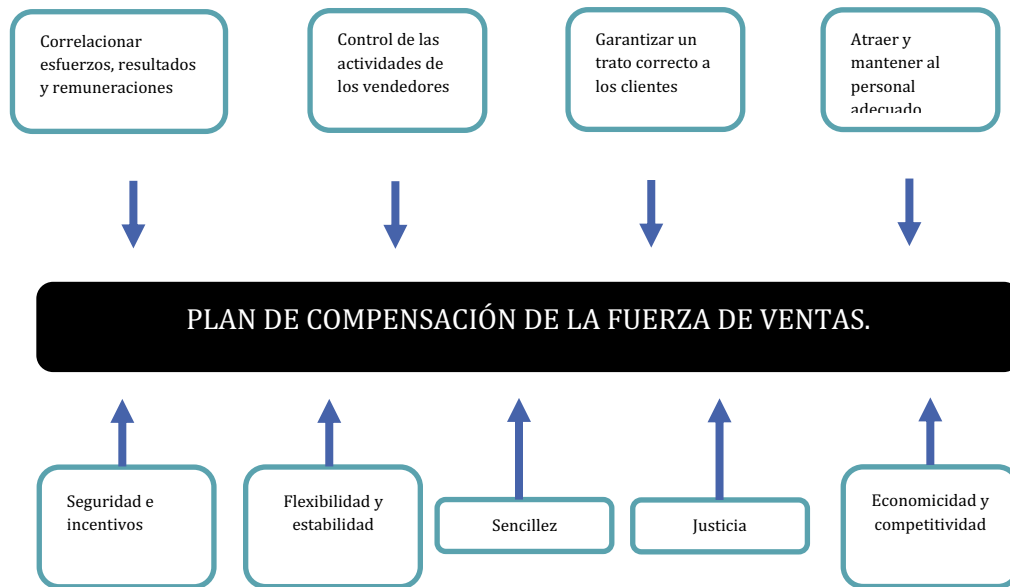 Correlacionar
esfuerzos, resultados
y remuneraciones
Control de las
actividades de
los vendedores
Garantizar un
trato correcto a
los clientes
Atraer y
mantener al
personal
adecuado
PLAN DE COMPENSACIÓN DE LA FUERZA DE VENTAS.
Seguridad e
incentivos
Flexibilidad y
estabilidad
Sencillez
Justicia
Economicidad y
competitividad